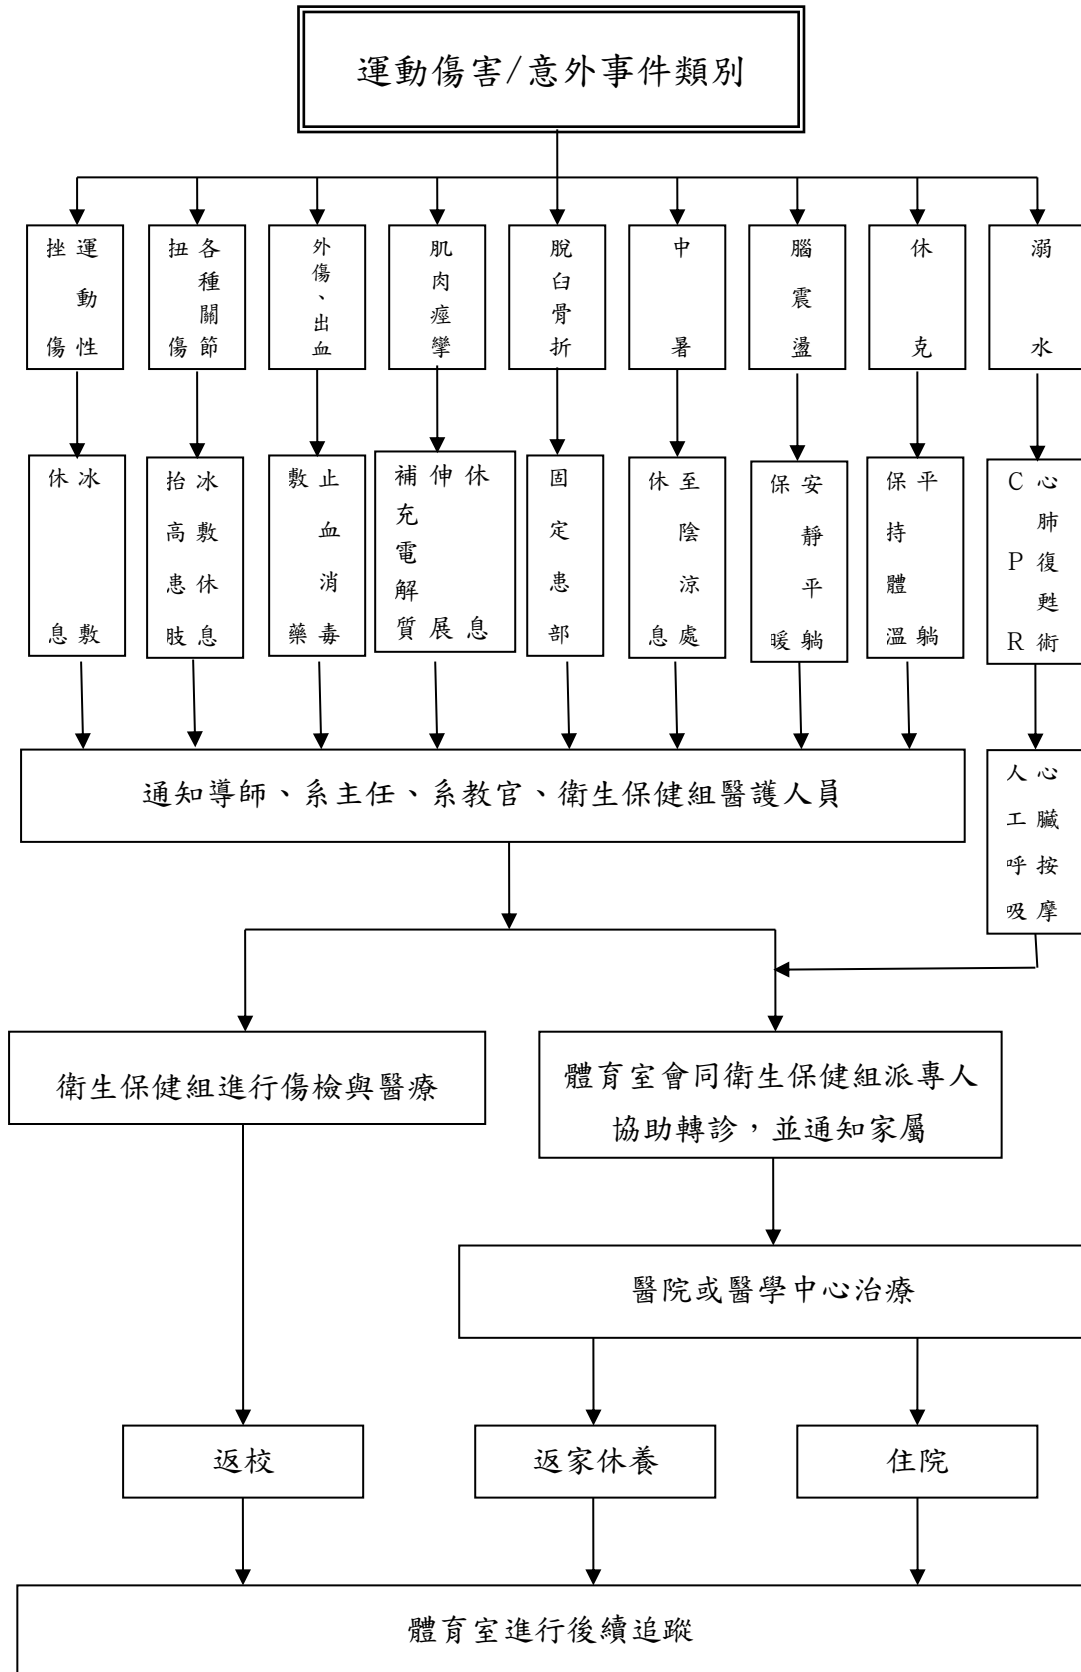 運動傷害/意外事件類別
運動性
挫傷
各種關節
扭傷
外傷、出血
肌肉痙攣
脫臼骨折
中暑
腦震盪
休克
溺水
冰敷
休息
冰敷休息
抬高患肢
止血消毒
敷藥
休息
伸展
補充電解質
固定患部
至陰涼處
休息
安靜平躺
保暖
平躺
保持體溫
心肺復甦術
CPR
通知導師、系主任、系教官、衛生保健組醫護人員
心臟按摩
人工呼吸
衛生保健組進行傷檢與醫療
體育室會同衛生保健組派專人
協助轉診，並通知家屬
醫院或醫學中心治療
返校
返家休養
住院
體育室進行後續追蹤